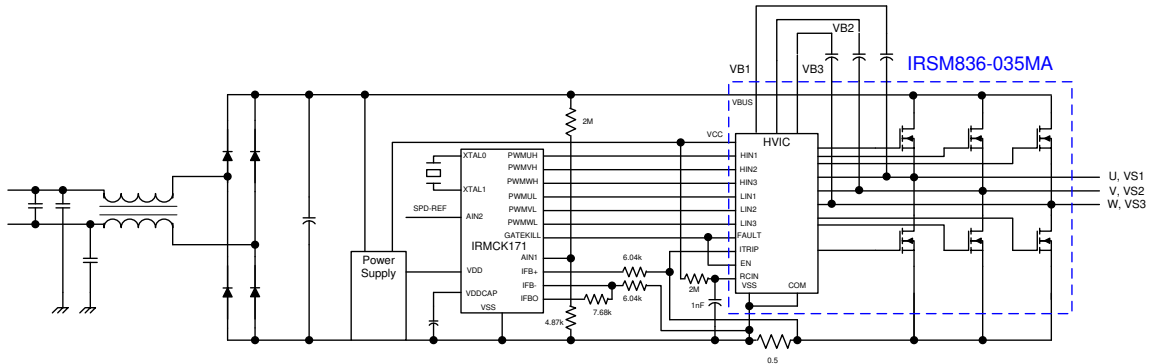 VB2
IRSM836-035MA
VB1
VB3
VBUS
2M
VCC
HVIC
XTAL0
XTAL1
SPD-REF
AIN2
VDD
VDDCAP
VSS
IRMCK171
PWMUH
PWMVH
PWMWH
PWMUL
PWMVL
PWMWL
GATEKILL
AIN1
IFB+
IFB-
IFBO
HIN1
HIN2
HIN3
LIN1
LIN2
LIN3
FAULT
ITRIP
EN
RCIN
VSS
COM
U, VS1
V, VS2
W, VS3
Power
Supply
6.04k
6.04k
7.68k
4.87k
2M
1nF
0.5